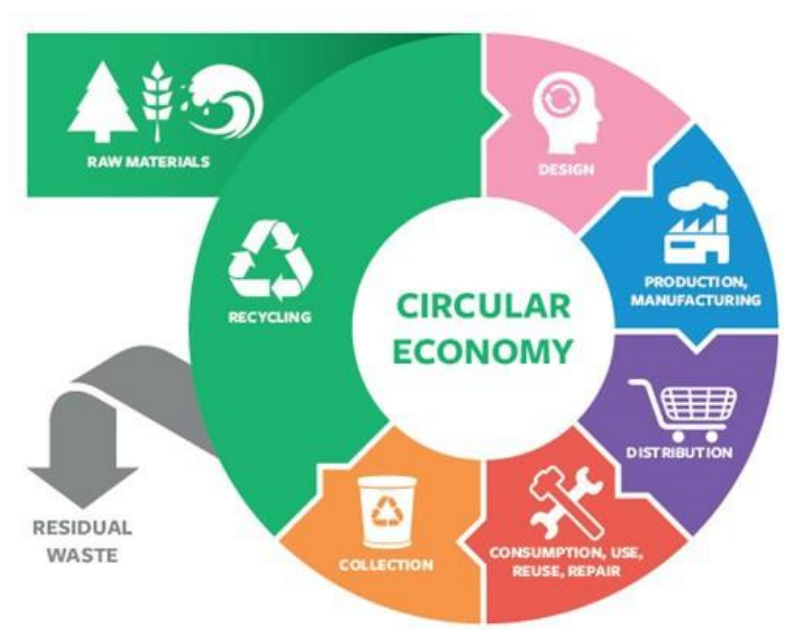 RAW MATERIALS
DESIGN
PRODUCTION,
MANUFACTURING
RECYCLING
CIRCULAR
ECONOMY
DISTRIBUTION
RESIDUAL
WASTE
COLLECTION
CONSUMPTION, USE,
REUSE, REPAIR